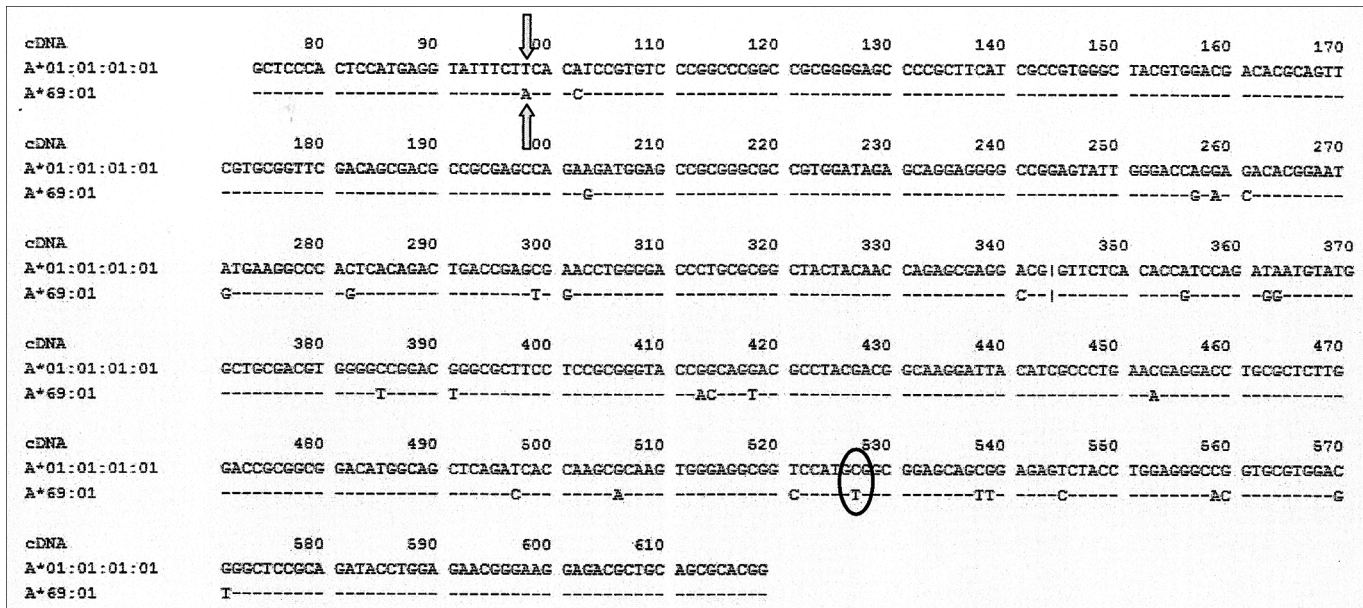 cDNA 80 90 100 110 120 130 140 150 160 170
A*01:01:01:01 GCTCCCA CTCCATGAGG TATTTCTTCA CATCCGTGTC CCGGCCCGGC CGCGGGGAGC CCCGCTTCAT CGCCGTGGGC TACGTGGACG ACACGCAGTT
A*69:01 ------- ---------- -------A-- -C-------- ---------- ---------- ---------- ---------- ---------- ----------
cDNA 180 190 200 210 220 230 240 250 260 270
A*01:01:01:01 CGTGCGGTTC GACAGCGACG CCGCGAGCCA GAAGATGGAG CCGCGGGCGC CGTGGATAGA GCAGGAGGGG CCGGAGTATT GGGACCAGGA GACACGGAAT
A*69:01 ---------- ---------- ---------- --G------- ---------- ---------- ---------- ---------- ------G-A- C---------
cDNA 280 290 300 310 320 330 340 350 360 370
A*01:01:01:01 ATGAAGGCCC ACTCACAGAC TGACCGAGCG AACCTGGGGA CCCTGCGCGG CTACTACAAC CAGAGCGAGG ACG|GTTCTCA CACCATCCAG ATAATGTATG
A*69:01 G--------- -G-------- --------T- G--------- ---------- ---------- ---------- C--|------- ----G----- -GG-------
cDNA 380 390 400 410 420 430 440 450 460 470
A*01:01:01:01 GCTGCGACGT GGGGCCGGAC GGGCGCTTCC TCCGCGGGTA CCGGCAGGAC GCCTACGACG GCAAGGATTA CATCGCCCTG AACGAGGACC TGCGCTCTTG
A*69:01 ---------- ----T----- T--------- ---------- --AC---T-- ---------- ---------- ---------- --A------- ----------
cDNA 480 490 500 510 520 530 540 550 560 570
A*01:01:01:01 GACCGCGGCG GACATGGCAG CTCAGATCAC CAAGCGCAAG TGGGAGGCGG TCCATGCGGC GGAGCAGCGG AGAGTCTACC TGGAGGGCCG GTGCGTGGAC
A*69:01 ---------- ---------- ------C--- -----A---- ---------- C-----T--- --------TT ----C----- --------AC ---------G
cDNA 580 590 600 610
A*01:01:01:01 GGGCTCCGCA GATACCTGGA GAACGGGAAG GAGACGCTGC AGCGCACGG
A*69:01 T--------- ---------- ---------- ---------- ---------